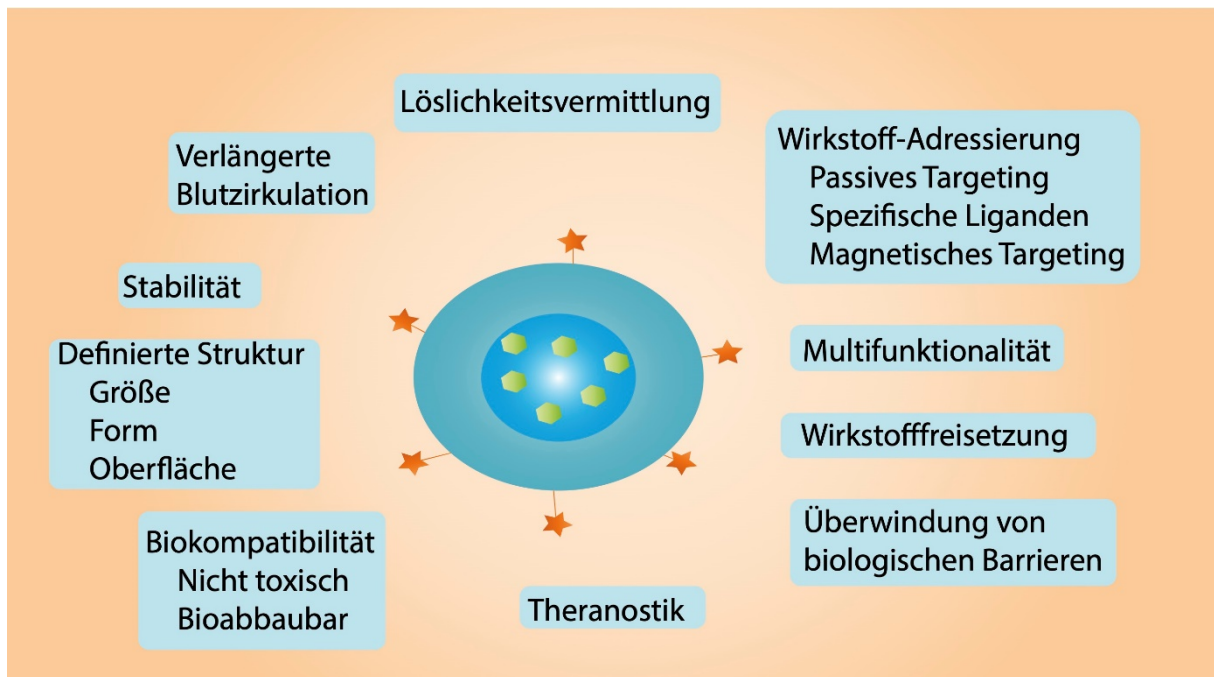 Löslichkeitsvermittlung
Verlängerte
Blutzirkulation
Stabilität
Definierte Struktur
Größe
Form
Oberfläche
Biokompatibilität
Nicht toxisch
Bioabbaubar
Theranostik
Wirkstoff-Adressierung
Passives Targeting
Spezifische Liganden
Magnetisches Targeting
Multifunktionalität
Wirkstofffreisetzung
Überwindung von
biologischen Barrieren